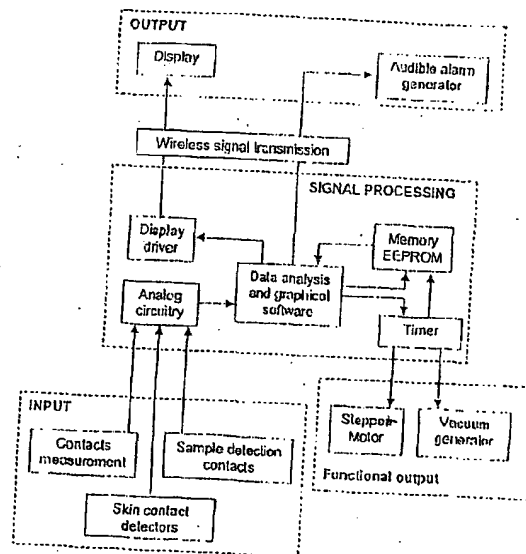 OUTPUT
Display
Audible alarm
generator
Wireless signal transmission
SIGNAL PROCESSING
Display
driver
Memory
EEPROM
Data analysis
and graphical
software
Analog
circuitry
Timer
INPUT
Contacts
measurement
Sample detection
contacts
Skin contact
detectors
Stepper
Motor
Vacuum
generator
Functional output